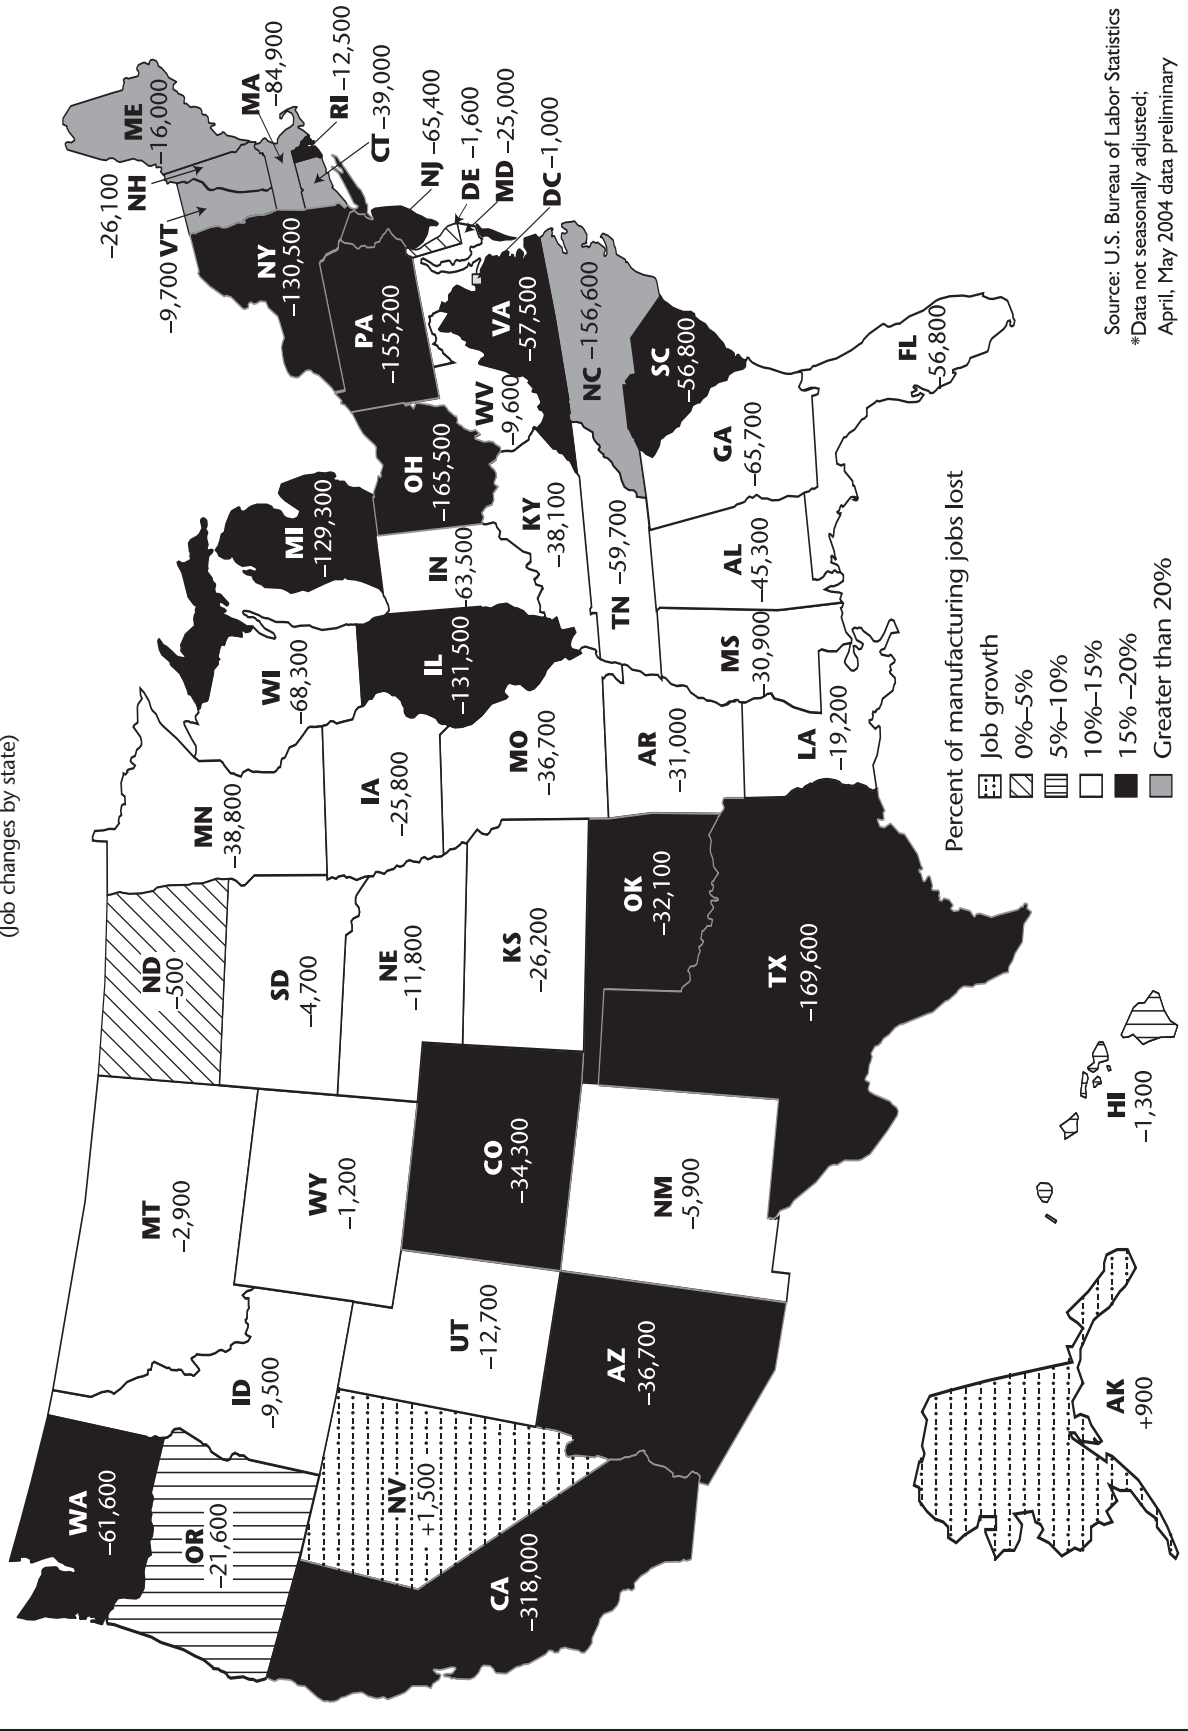 (Job changes by state)
WA
–61,600
OR
–21,600
CA
–318,000
NV
+1,500
ID
–9,500
MT
–2,900
WY
–1,200
UT
–12,700
AZ
–36,700
CO
–34,300
NM
–5,900
ND
–500
SD
–4,700
NE
–11,800
KS
–26,200
OK
–32,100
TX
–169,600
MN
–38,800
IA
–25,800
MO
–36,700
AR
–31,000
LA
–19,200
WI
–68,300
IL
–131,500
MI
–129,300
IN
–63,500
OH
–165,500
KY
–38,100
TN –59,700
MS
–30,900
AL
–45,300
GA
–65,700
FL
–56,800
SC
–56,800
NC –156,600
VA
–57,500
WV
–9,600
PA
–155,200
NY
–130,500
–9,700 VT
–26,100
NH
ME
–16,000
MA
–84,900
RI –12,500
CT –39,000
NJ –65,400
DE –1,600
MD –25,000
DC –1,000
AK
+900
HI
–1,300
Percent of manufacturing jobs lost
Job growth
0%–5%
5%–10%
10%–15%
15% –20%
Greater than 20%
Source: U.S. Bureau of Labor Statistics
*Data not seasonally adjusted;
April, May 2004 data preliminary